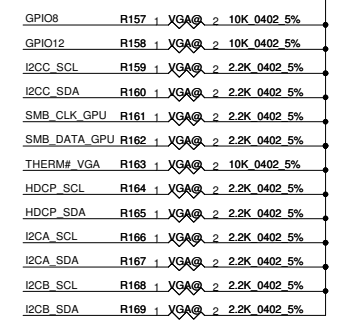 GPIO8 R157 1 VGA@ 2 10K_0402_5%
GPIO12 R158 1 VGA@ 2 10K_0402_5%
I2CC_SCL R159 1 VGA@ 2 2.2K_0402_5%
I2CC_SDA R160 1 VGA@ 2 2.2K_0402_5%
SMB_CLK_GPU R161 1 VGA@ 2 2.2K_0402_5%
SMB_DATA_GPU R162 1 VGA@ 2 2.2K_0402_5%
THERM#_VGA R163 1 VGA@ 2 10K_0402_5%
HDCP_SCL R164 1 VGA@ 2 2.2K_0402_5%
HDCP_SDA R165 1 VGA@ 2 2.2K_0402_5%
I2CA_SCL R166 1 VGA@ 2 2.2K_0402_5%
I2CA_SDA R167 1 VGA@ 2 2.2K_0402_5%
I2CB_SCL R168 1 VGA@ 2 2.2K_0402_5%
I2CB_SDA R169 1 VGA@ 2 2.2K_0402_5%